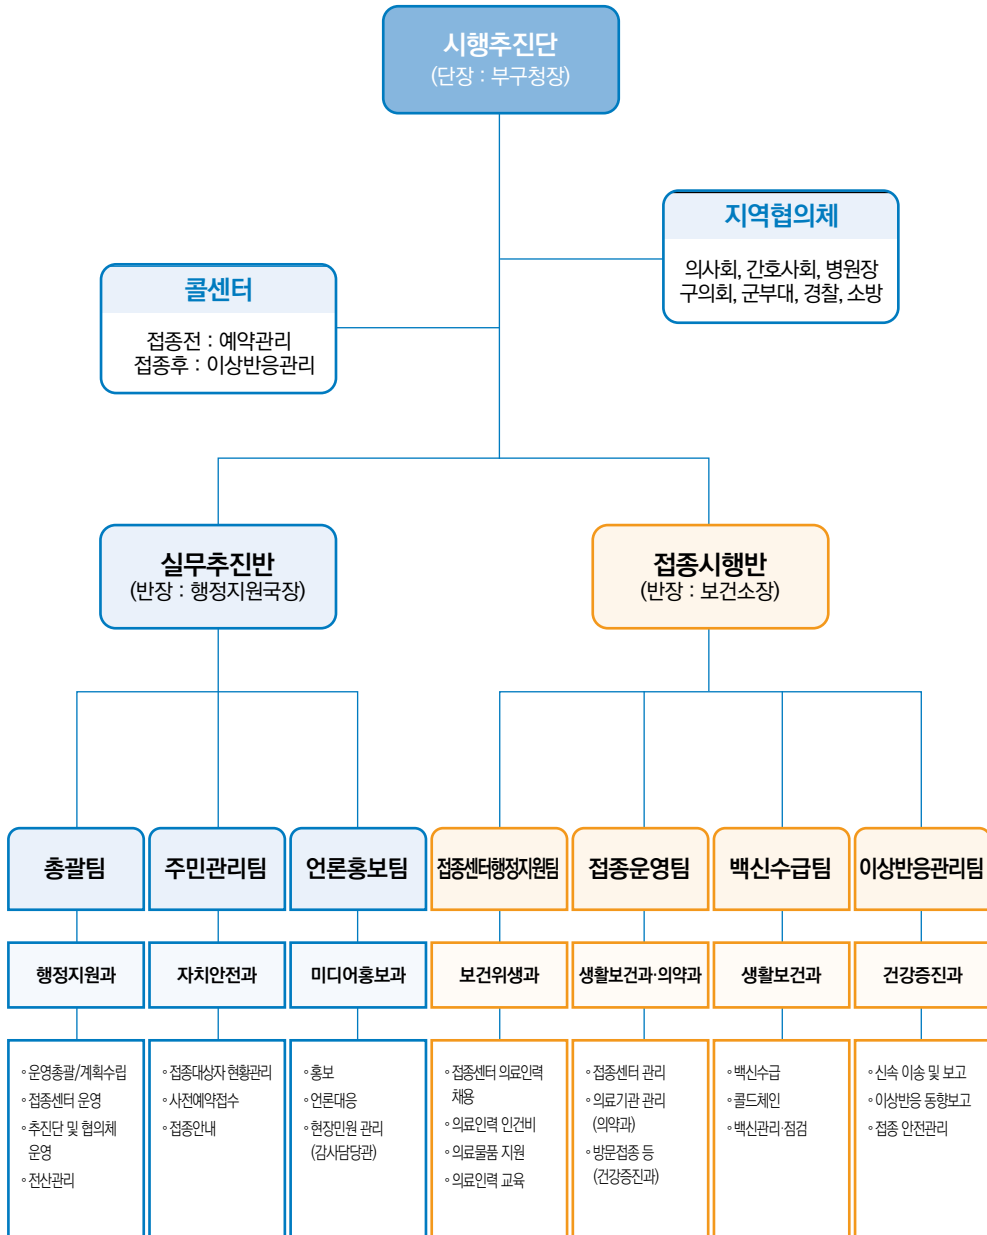 시행추진단
(단장 : 부구청장)
지역협의체
의사회, 간호사회, 병원장
구의회, 군부대, 경찰, 소방
콜센터
접종전 : 예약관리
접종후 : 이상반응관리
실무추진반
(반장 : 행정지원국장)
접종시행반
(반장 : 보건소장)
총괄팀
주민관리팀
언론홍보팀
접종센터행정지원팀
접종운영팀
백신수급팀
이상반응관리팀
행정지원과
자치안전과
미디어홍보과
보건위생과
생활보건과·의약과
생활보건과
건강증진과
◦운영총괄/계획수립
◦접종센터 운영
◦추진단 및 협의체
운영
◦전산관리
◦접종대상자 현황관리
◦사전예약접수
◦접종안내
◦홍보
◦언론대응
◦현장민원 관리
(감사담당관)
◦접종센터 의료인력
채용
◦의료인력 인건비
◦의료물품 지원
◦의료인력 교육
◦접종센터 관리
◦의료기관 관리
(의약과)
◦방문접종 등
(건강증진과)
◦백신수급
◦콜드체인
◦백신관리·점검
◦신속 이송 및 보고
◦이상반응 동향보고
◦접종 안전관리